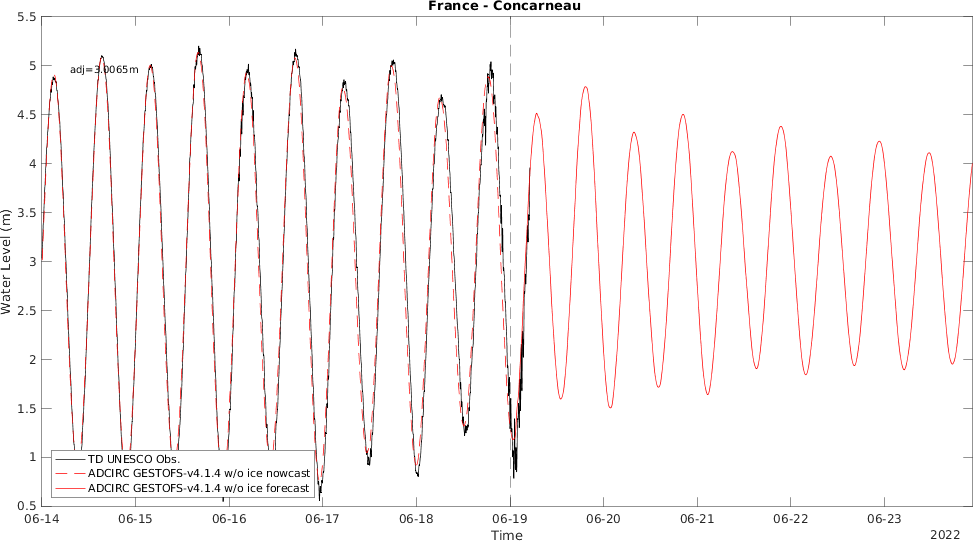 France - Concarneau
5.5
5
4.5
4
3.5
3
2.5
2
1.5
1
0.5
Water Level (m)
adj=3.0065m
TD UNESCO Obs.
ADCIRC GESTOFS-v4.1.4 w/o ice nowcast
ADCIRC GESTOFS-v4.1.4 w/o ice forecast
06-14 06-15 06-16 06-17 06-18 06-19 06-20 06-21 06-22 06-23
Time
2022